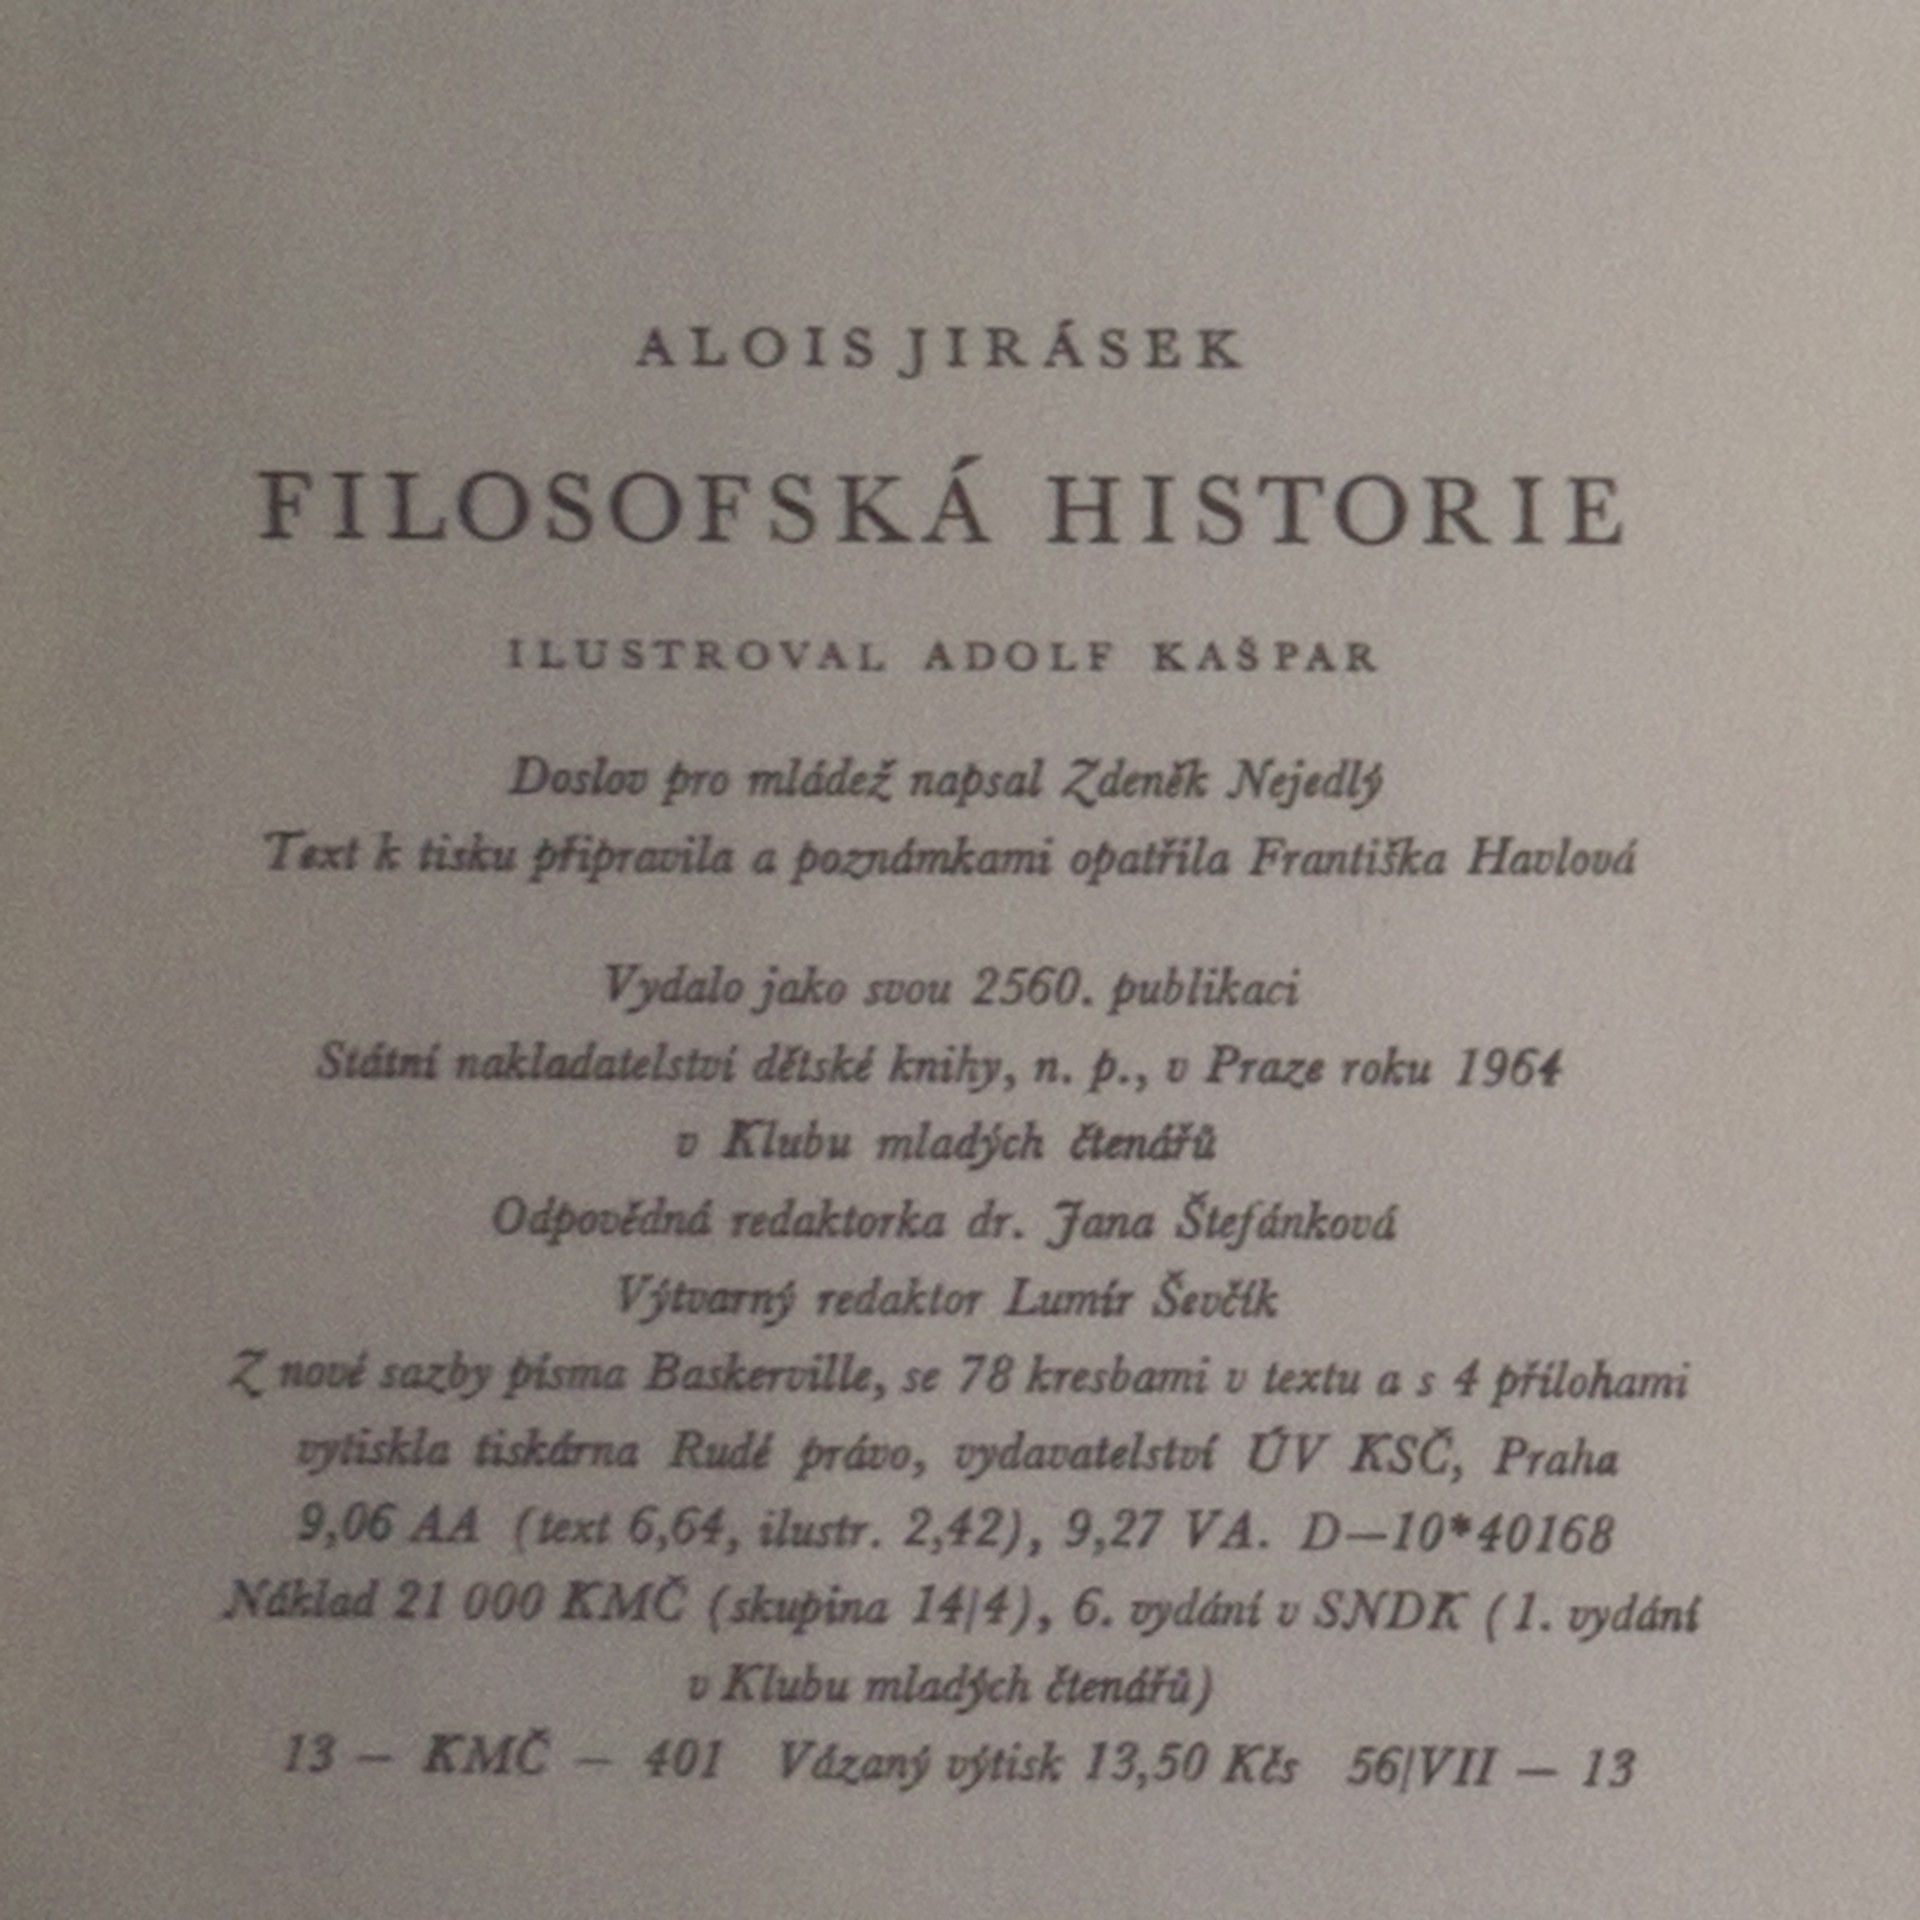 ALOIS JIRÁSEK
FILOSOFSKÁ HISTORIE
ILUSTROVAL ADOLF KAŠPAR
Doslov pro mládež napsal Zdeněk Nejedlý
Text k tisku připravila a poznámkami opatřila Františka Havlová
Vydalo jako svou 2560. publikaci
Státní nakladatelství dětské knihy, n. p., v Praze roku 1964
v Klubu mladých čtenářů
Odpovědná redaktorka dr. Jana Štefánková
Výtvarný redaktor Lumír Ševčík
Z nové sazby písma Baskerville, se 78 kresbami v textu a s 4 přílohami
vytiskla tiskárna Rudé právo, vydavatelství ÚV KSČ, Praha
9,06 AA (text 6,64, ilustr. 2,42), 9,27 VA. D—10*40168
Náklad 21 000 KMČ (skupina 14|4), 6. vydání v SNDK (1. vydání
v Klubu mladých čtenářů)
13 — KMČ — 401 Vázaný výtisk 13,50 Kčs 56|VII — 13